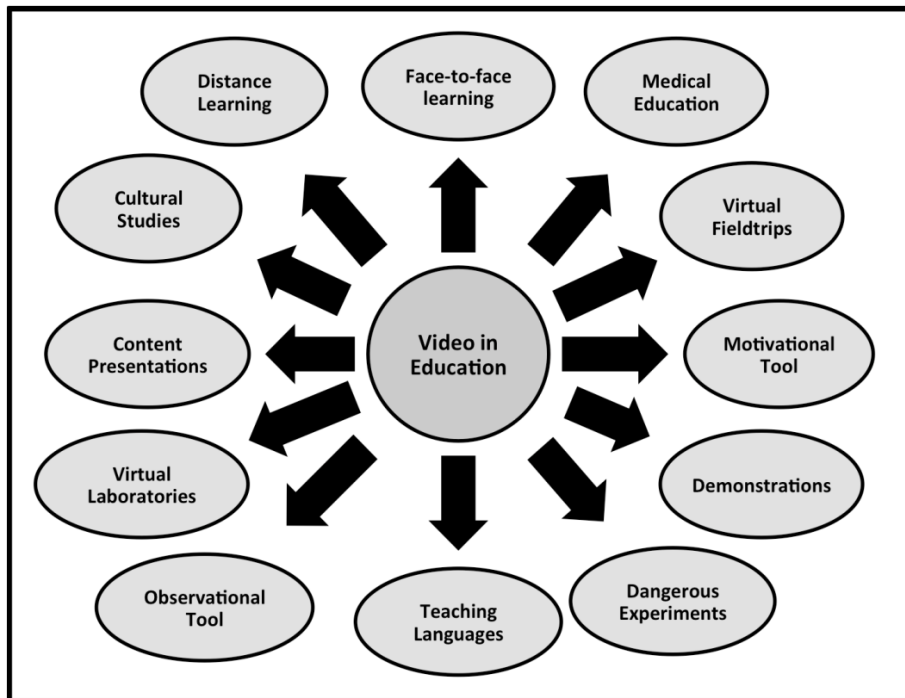 Distance
Learning
Face-to-face
learning
Medical
Education
Cultural
Studies
Virtual
Fieldtrips
Content
Presentations
Video in
Education
Motivational
Tool
Virtual
Laboratories
Demonstrations
Observational
Tool
Teaching
Languages
Dangerous
Experiments